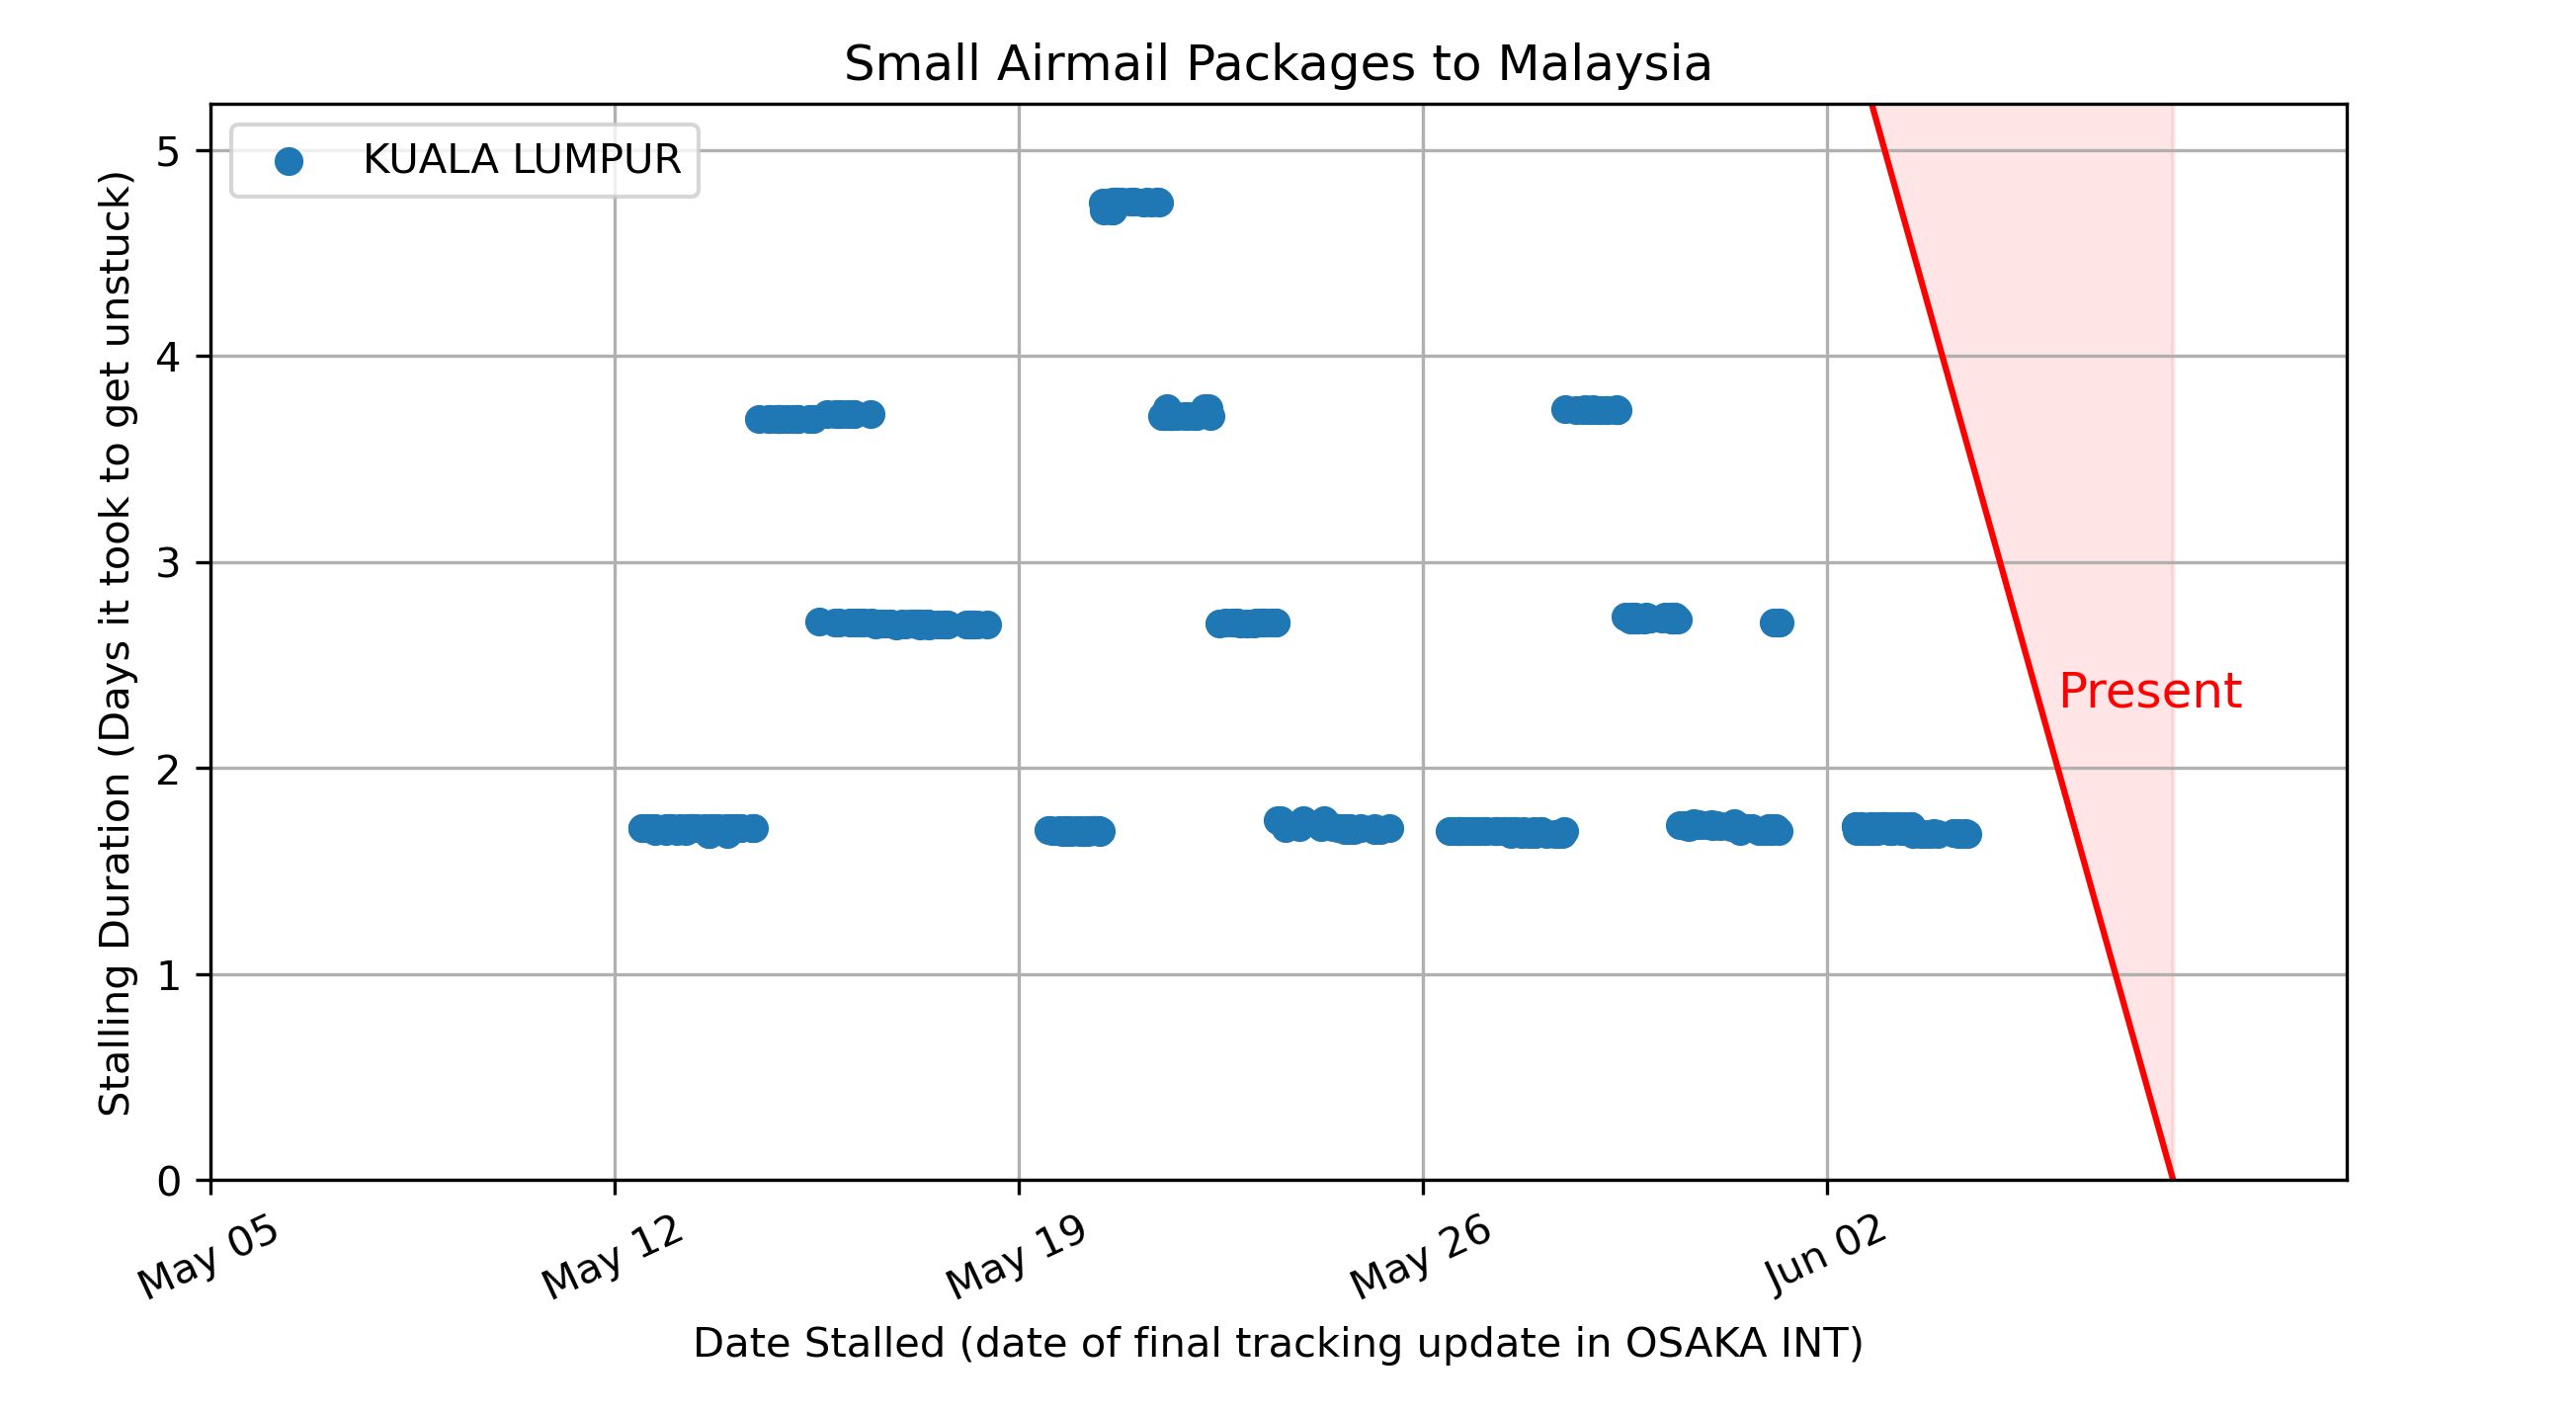 Small Airmail Packages to Malaysia
KUALA LUMPUR
Stalling Duration (Days it took to get unstuck)
5
4
3
2
1
0
Present
May 05
May 12
May 19
May 26
Jun 02
Date Stalled (date of final tracking update in OSAKA INT)